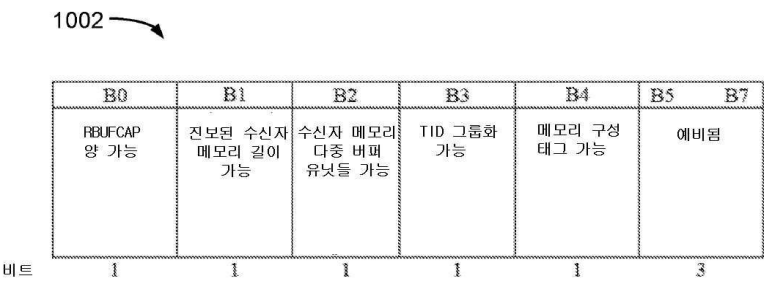 1002
B0 B1 B2 B3 B4 B5 B7
RBUFCAP 진보된 수신자 수신자 메모리 TID 그룹화 메모리 구성 예비됨
양 가능 메모리 길이 다중 버퍼 가능 태그 가능
가능 유닛들 가능
비트 1 1 1 1 1 3